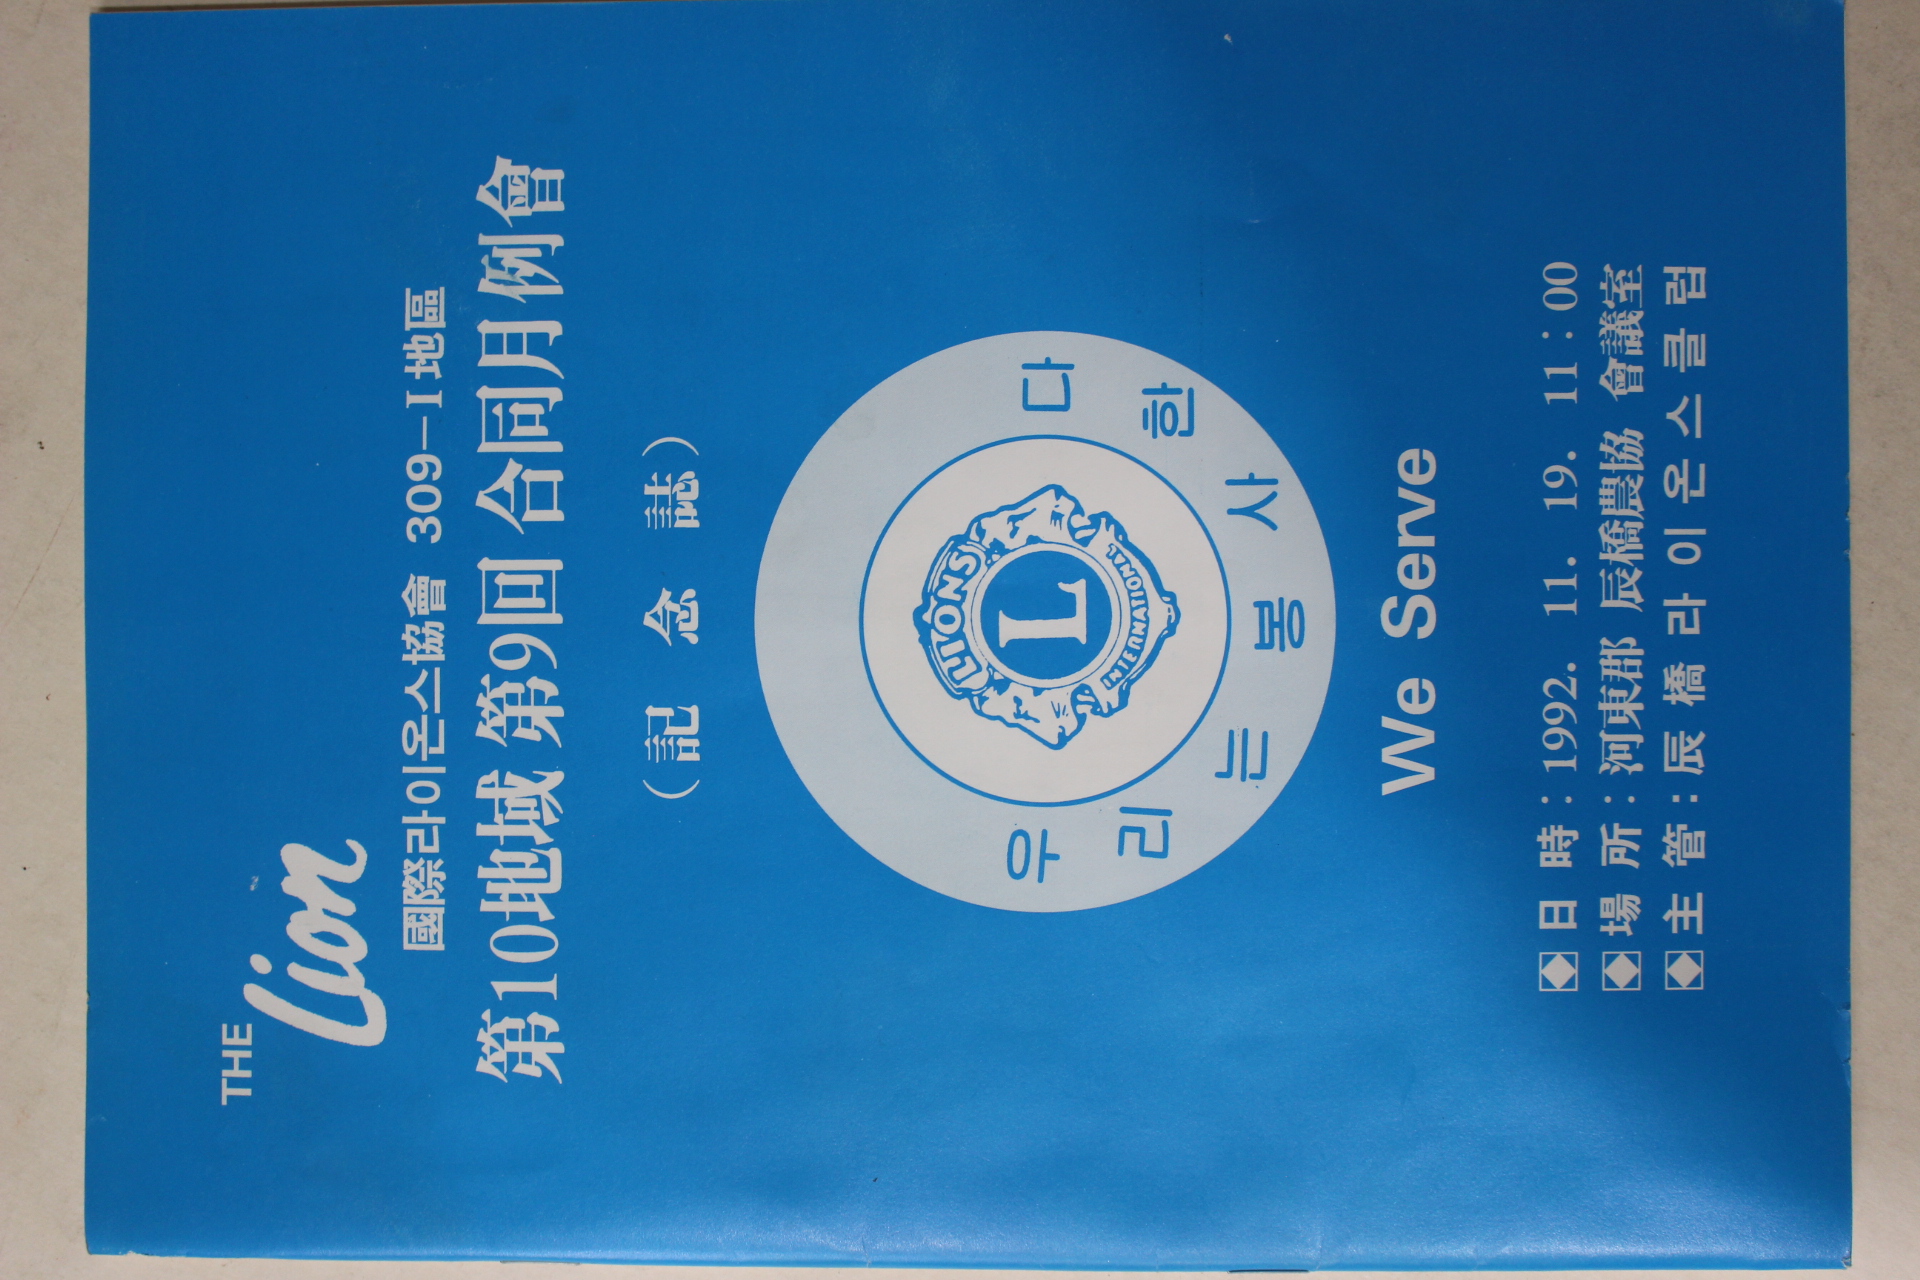 THE
Lion
國際라이온스協會 309-I 地區
第10地域 第9回 合同月例會
(記 念 誌)
LIONS
L
INTERNATIONAL
우리는 봉사한다
We Serve
◈ 日 時 : 1992. 11. 19. 11 : 00
◈ 場 所 : 河東郡 辰橋農協 會議室
◈ 主 管 : 辰橋라이온스클럽